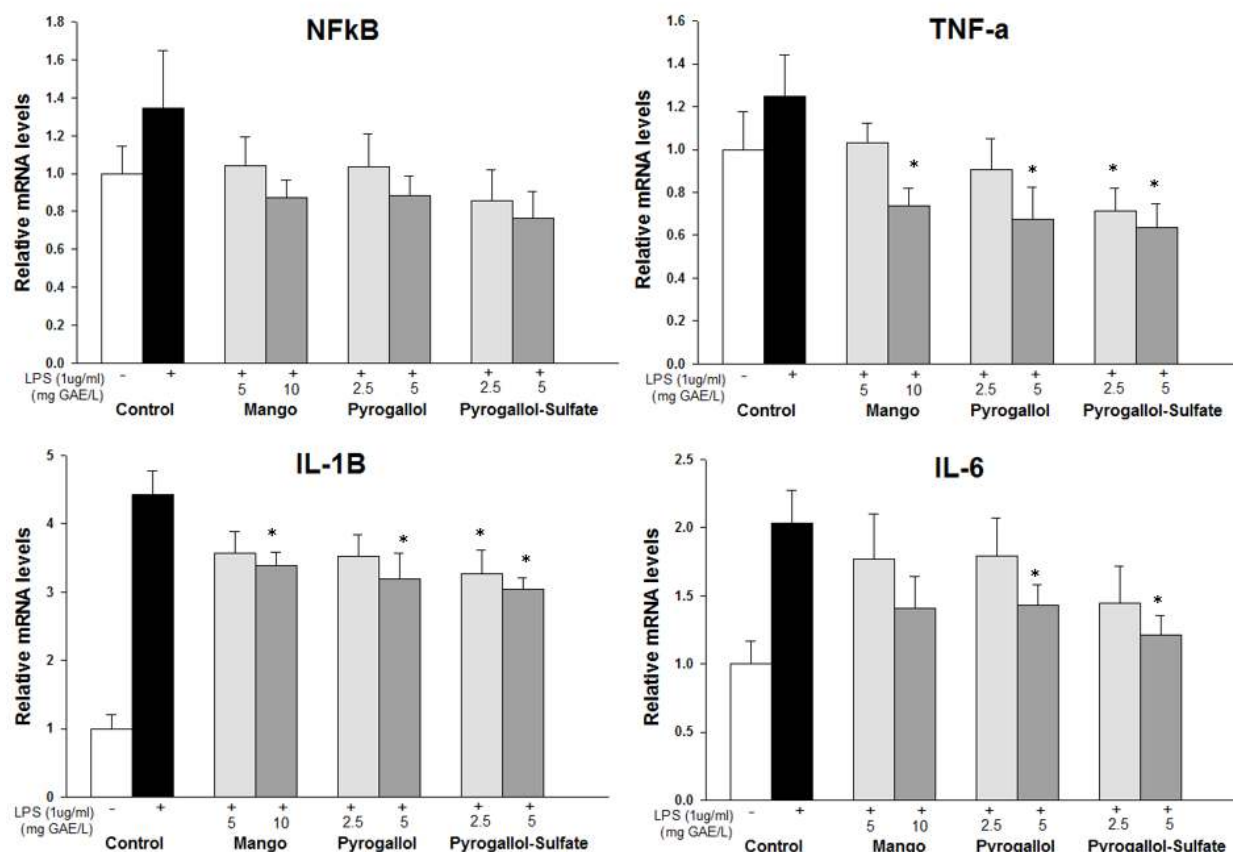 NFkB
Relative mRNA levels
1.8
1.6
1.4
1.2
1.0
0.8
0.6
0.4
0.2
0.0
LPS (1ug/ml) - + + + + + + +
(mg GAE/L) 5 10 2.5 5 2.5 5
Control Mango Pyrogallol Pyrogallol-Sulfate
TNF-a
Relative mRNA levels
1.6
1.4
1.2
1.0
0.8
0.6
0.4
0.2
0.0
* * * *
LPS (1ug/ml) - + + + + + + +
(mg GAE/L) 5 10 2.5 5 2.5 5
Control Mango Pyrogallol Pyrogallol-Sulfate
IL-1B
Relative mRNA levels
5
4
3
2
1
0
* * * *
LPS (1ug/ml) - + + + + + + +
(mg GAE/L) 5 10 2.5 5 2.5 5
Control Mango Pyrogallol Pyrogallol-Sulfate
IL-6
Relative mRNA levels
2.5
2.0
1.5
1.0
0.5
0.0
* *
LPS (1ug/ml) - + + + + + + +
(mg GAE/L) 5 10 2.5 5 2.5 5
Control Mango Pyrogallol Pyrogallol-Sulfate